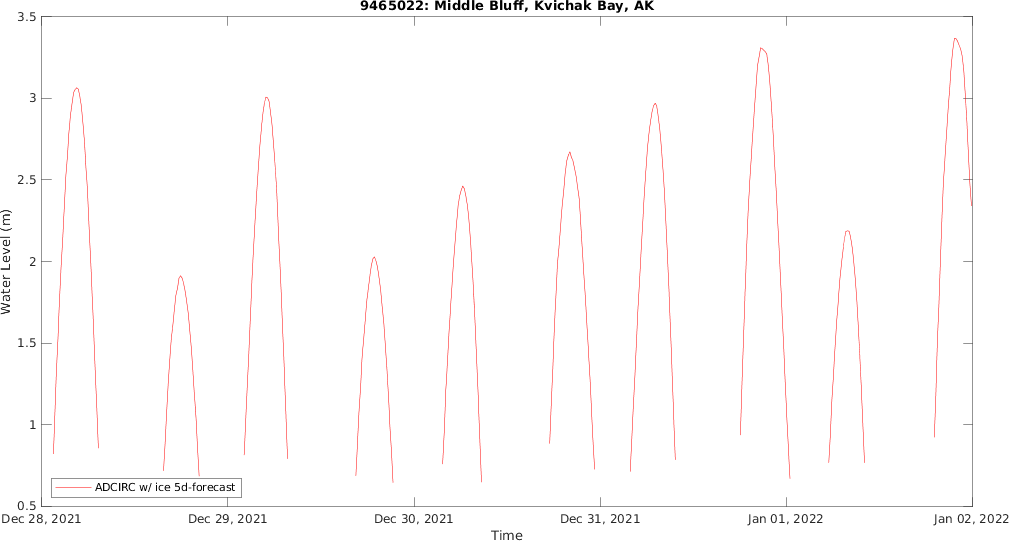 9465022: Middle Bluff, Kvichak Bay, AK
3.5
3
2.5
2
1.5
1
0.5
Water Level (m)
ADCIRC w/ ice 5d-forecast
Dec 28, 2021
Dec 29, 2021
Dec 30, 2021
Dec 31, 2021
Jan 01, 2022
Jan 02, 2022
Time